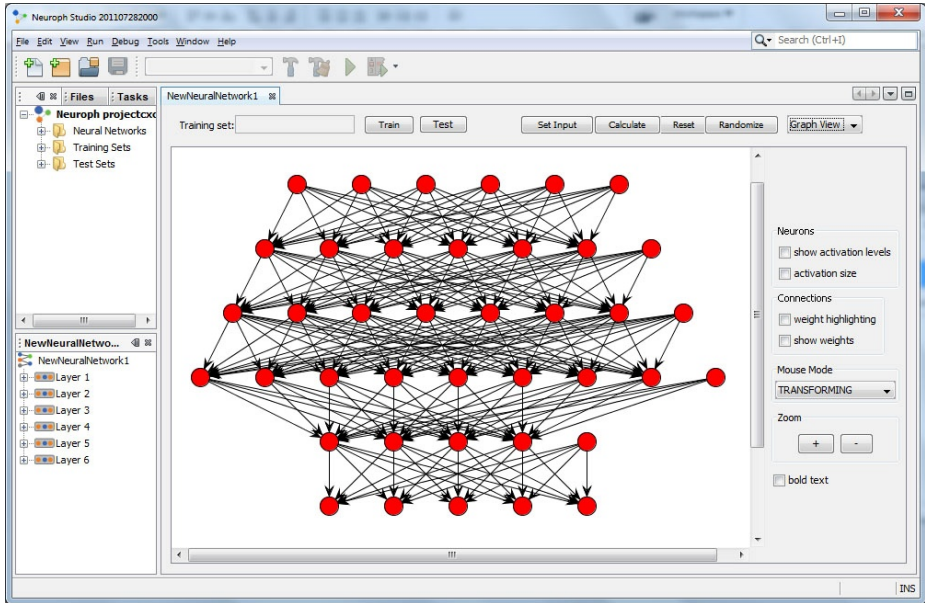 Neuroph Studio 201107282000
File Edit View Run Debug Tools Window Help
Search (Ctrl+I)
Files Tasks
NewNeuralNetwork1
Neuroph projectcxc
Neural Networks
Training Sets
Test Sets
Training set: Train Test Set Input Calculate Reset Randomize Graph View
Neurons
show activation levels
activation size
Connections
weight highlighting
show weights
Mouse Mode
TRANSFORMING
Zoom
+ -
bold text
NewNeuralNetwo...
NewNeuralNetwork1
Layer 1
Layer 2
Layer 3
Layer 4
Layer 5
Layer 6
INS